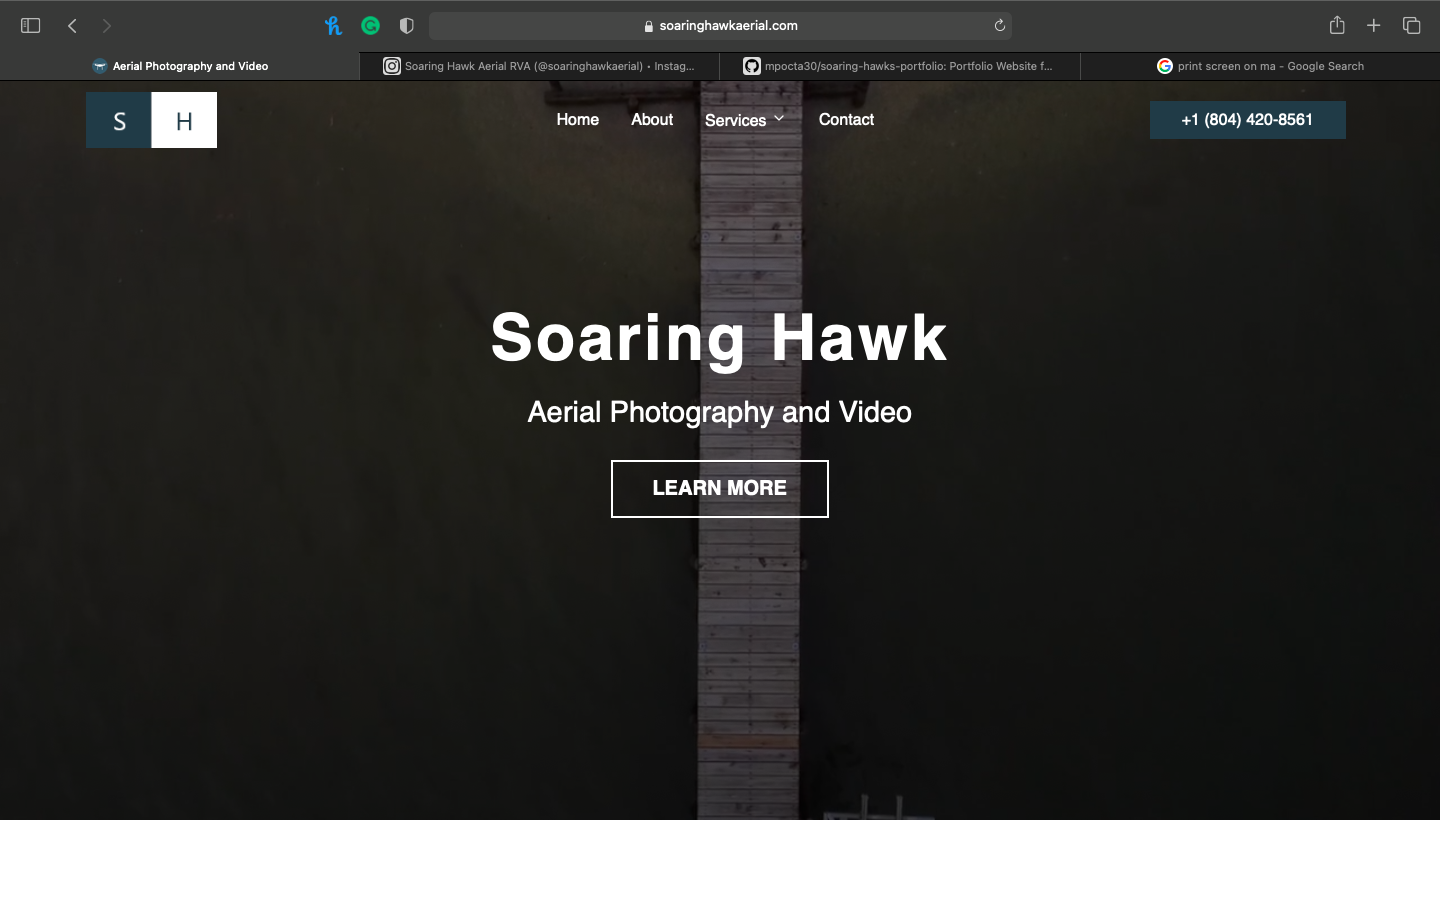 soaringhawkaerial.com
Aerial Photography and Video
Soaring Hawk Aerial RVA (@soaringhawkaerial) • Instag...
mpocta30/soaring-hawks-portfolio: Portfolio Website f...
print screen on ma - Google Search
S H
Home About Services Contact
+1 (804) 420-8561
Soaring Hawk
Aerial Photography and Video
LEARN MORE